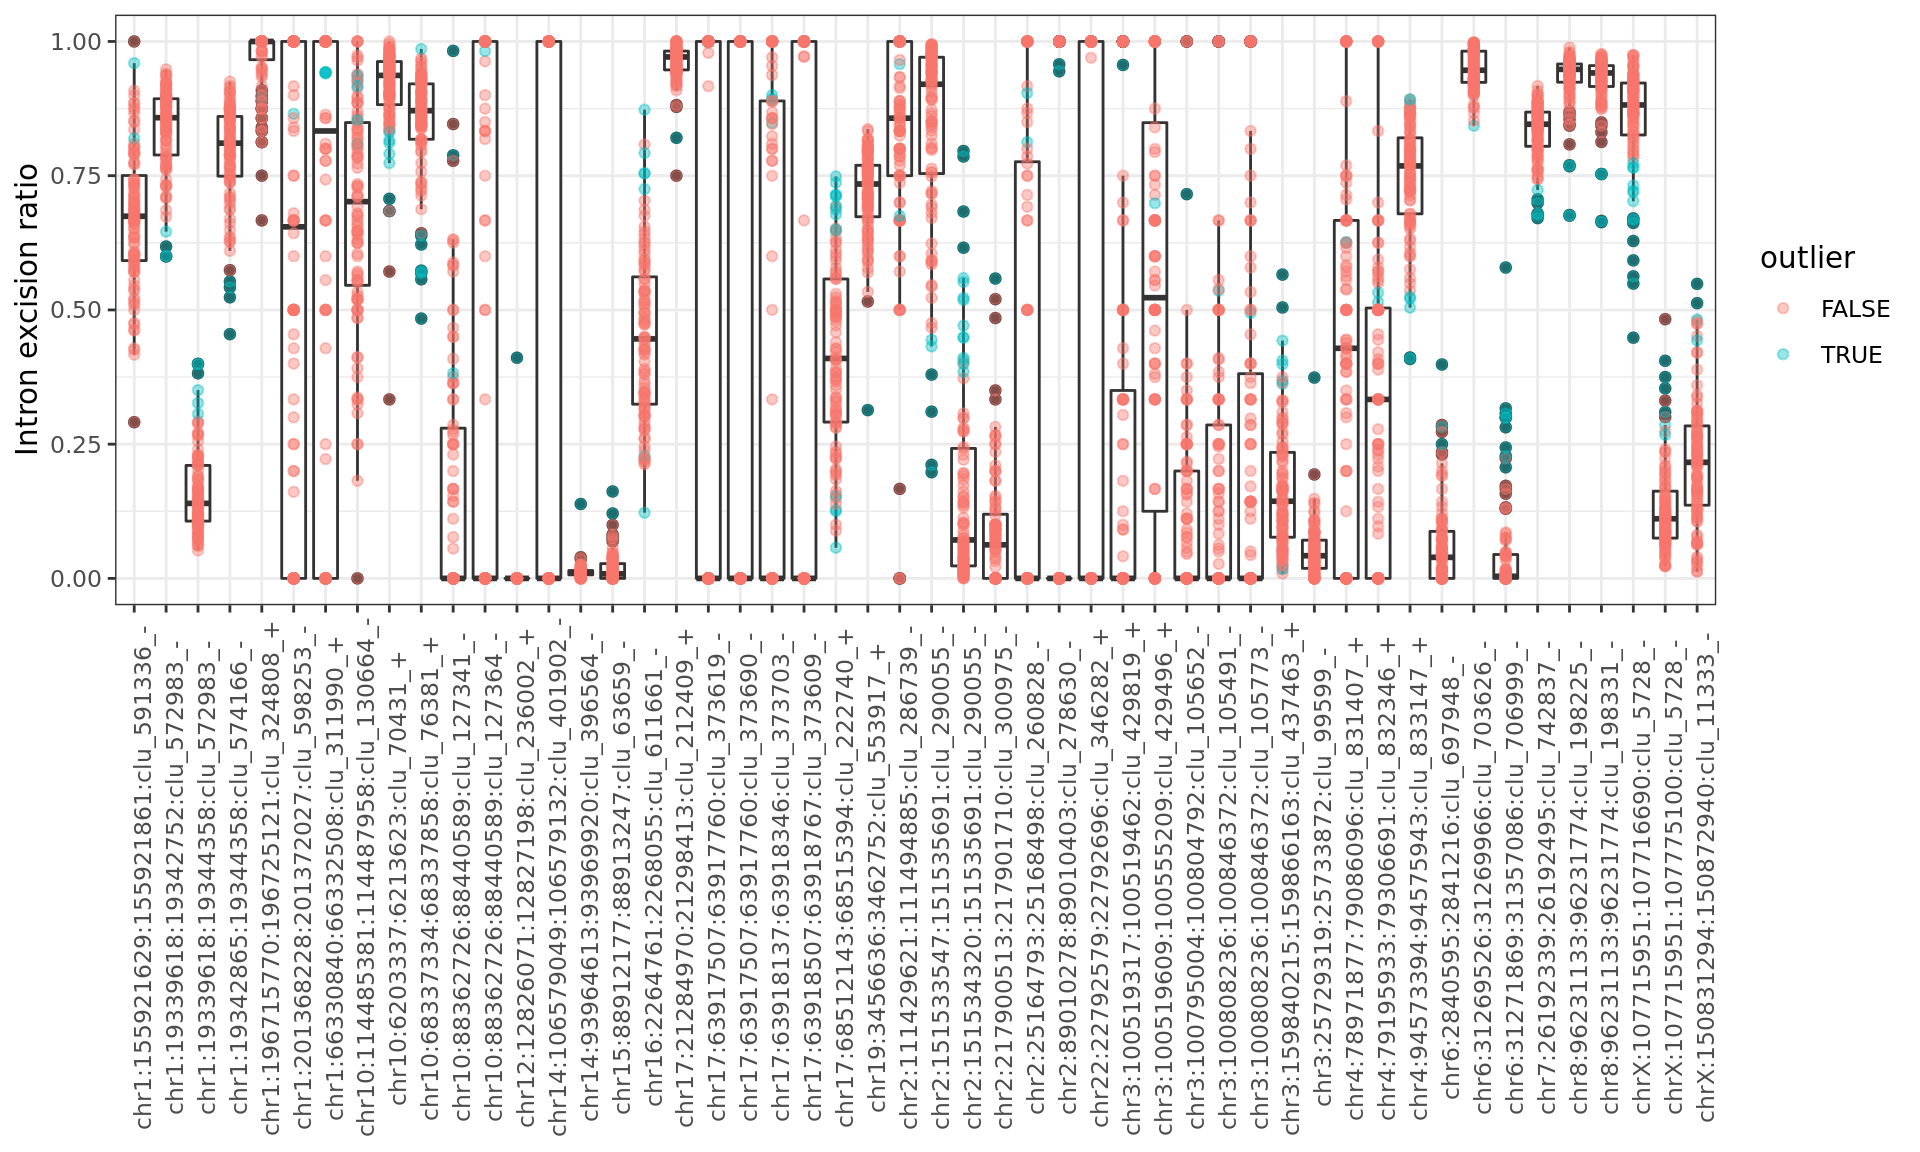 Intron excision ratio
1.00
0.75
0.50
0.25
0.00
chr1:155921629:155921861:clu_591336_-
chr1:19339618:19342752:clu_572983_-
chr1:19339618:19344358:clu_572983_-
chr1:19342865:19344358:clu_574166_-
chr1:196715770:196725121:clu_324808_+
chr1:201368228:201372027:clu_598253_-
chr1:66330840:66332508:clu_311990_+
chr10:114485381:114487958:clu_130664_-
chr10:6203337:6213623:clu_70431_+
chr10:68337334:68337858:clu_76381_+
chr10:88362726:88440589:clu_127341_-
chr10:88362726:88440589:clu_127364_-
chr12:12826071:12827198:clu_236002_+
chr14:106579049:106579132:clu_401902_-
chr14:93964613:93969920:clu_396564_-
chr15:88912177:88913247:clu_63659_-
chr16:2264761:2268055:clu_611661_-
chr17:21284970:21298413:clu_212409_+
chr17:63917507:63917760:clu_373619_-
chr17:63917507:63917760:clu_373690_-
chr17:63918137:63918346:clu_373703_-
chr17:63918507:63918767:clu_373609_-
chr17:68512143:68515394:clu_222740_+
chr19:3456636:3462752:clu_553917_+
chr2:111429621:111494885:clu_286739_-
chr2:151533547:151535691:clu_290055_-
chr2:151534320:151535691:clu_290055_-
chr2:217900513:217901710:clu_300975_-
chr2:25164793:25168498:clu_260828_-
chr2:89010278:89010403:clu_278630_-
chr22:22792579:22792696:clu_346282_+
chr3:100519317:100519462:clu_429819_+
chr3:100519609:100555209:clu_429496_+
chr3:100795004:100804792:clu_105652_-
chr3:100808236:100846372:clu_105491_-
chr3:100808236:100846372:clu_105773_-
chr3:159840215:159866163:clu_437463_+
chr3:25729319:25733872:clu_99599_-
chr4:78971877:79086096:clu_831407_+
chr4:79195933:79306691:clu_832346_+
chr4:94573394:94575943:clu_833147_+
chr6:2840595:2841216:clu_697948_-
chr6:31269526:31269966:clu_703626_-
chr6:31271869:31357086:clu_706999_-
chr7:26192339:26192495:clu_742837_-
chr8:96231133:96231774:clu_198225_-
chr8:96231133:96231774:clu_198331_-
chrX:107715951:107716690:clu_5728_-
chrX:107715951:107775100:clu_5728_-
chrX:150831294:150872940:clu_11333_-
outlier
FALSE
TRUE